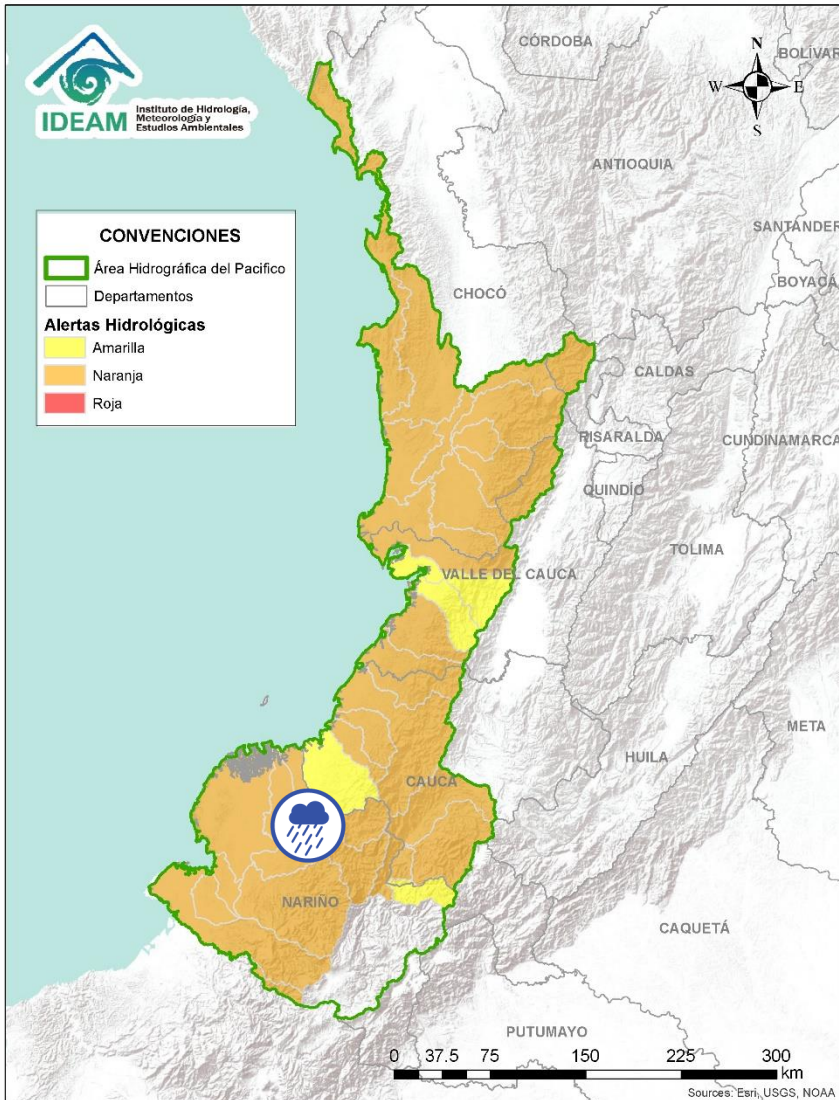 IDEAM
Instituto de Hidrología,
Meteorología y
Estudios Ambientales
N
W
E
S
CONVENCIONES
Área Hidrográfica del Pacifico
Departamentos
Alertas Hidrológicas
Amarilla
Naranja
Roja
CÓRDOBA
BOLÍVAR
ANTIOQUIA
SANTANDER
BOYACÁ
CHOCÓ
CALDAS
RISARALDA
CUNDINAMARCA
QUINDÍO
TOLIMA
VALLE DEL CAUCA
META
HUILA
CAUCA
NARIÑO
CAQUETÁ
PUTUMAYO
0 37.5 75 150 225 300
km
Sources: Esri, USGS, NOAA